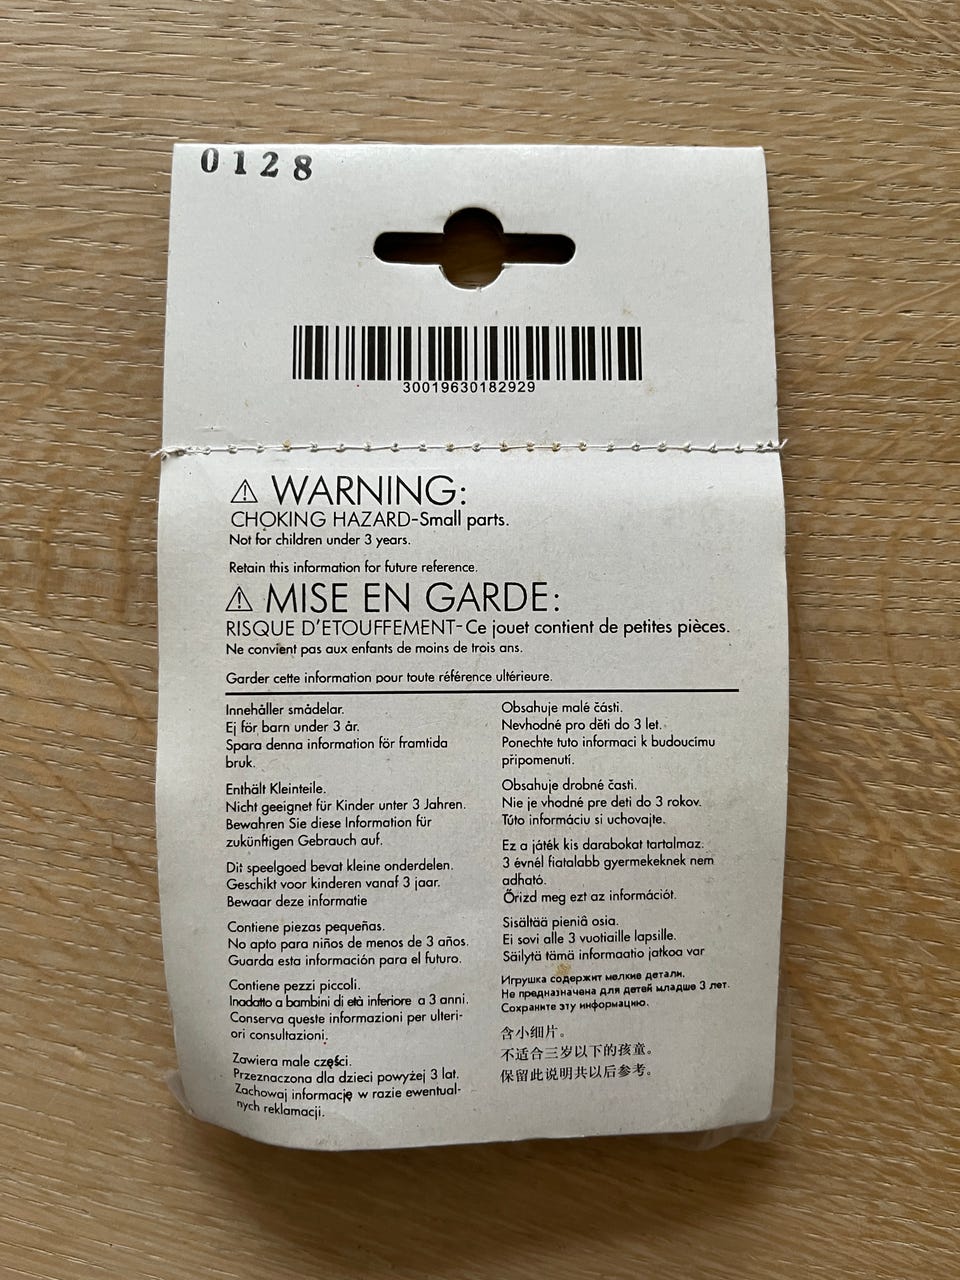 0128
30019630182929
⚠ WARNING:
CHOKING HAZARD-Small parts.
Not for children under 3 years.
Retain this information for future reference.
⚠ MISE EN GARDE:
RISQUE D'ETOUFFEMENT-Ce jouet contient de petites pièces.
Ne convient pas aux enfants de moins de trois ans.
Garder cette information pour toute référence ultérieure.
Innehåller smådelar.
Ej för barn under 3 år.
Spara denna information för framtida
bruk.
Enthält Kleinteile.
Nicht geeignet für Kinder unter 3 Jahren.
Bewahren Sie diese Information für
zukünftigen Gebrauch auf.
Dit speelgoed bevat kleine onderdelen.
Geschikt voor kinderen vanaf 3 jaar.
Bewaar deze informatie
Contiene piezas pequeñas.
No apto para niños de menos de 3 años.
Guarda esta información para el futuro.
Contiene pezzi piccoli.
Inadatto a bambini di età inferiore a 3 anni.
Conserva queste informazioni per ulteri-
ori consultazioni.
Zawiera male części.
Przeznaczona dla dzieci powyżej 3 lat.
Zachowaj informację w razie ewentual-
nych reklamacji.
Obsahuje malé části.
Nevhodné pro děti do 3 let.
Ponechte tuto informaci k budoucímu
připomenutí.
Obsahuje drobné časti.
Nie je vhodné pre deti do 3 rokov.
Túto informáciu si uchovajte.
Ez a játék kis darabokat tartalmaz.
3 évnél fiatalabb gyermekeknek nem
adható.
Őrizd meg ezt az információt.
Sisältää pieniâ osia.
Ei sovi alle 3 vuotiaille lapsille.
Säilytä tämä informaatio jatkoa var
Игрушка содержит мелкие детали.
Не предназначена для детей младше 3 лет.
Сохраните эту информацию.
含小细片。
不适合三岁以下的孩童。
保留此说明共以后参考。